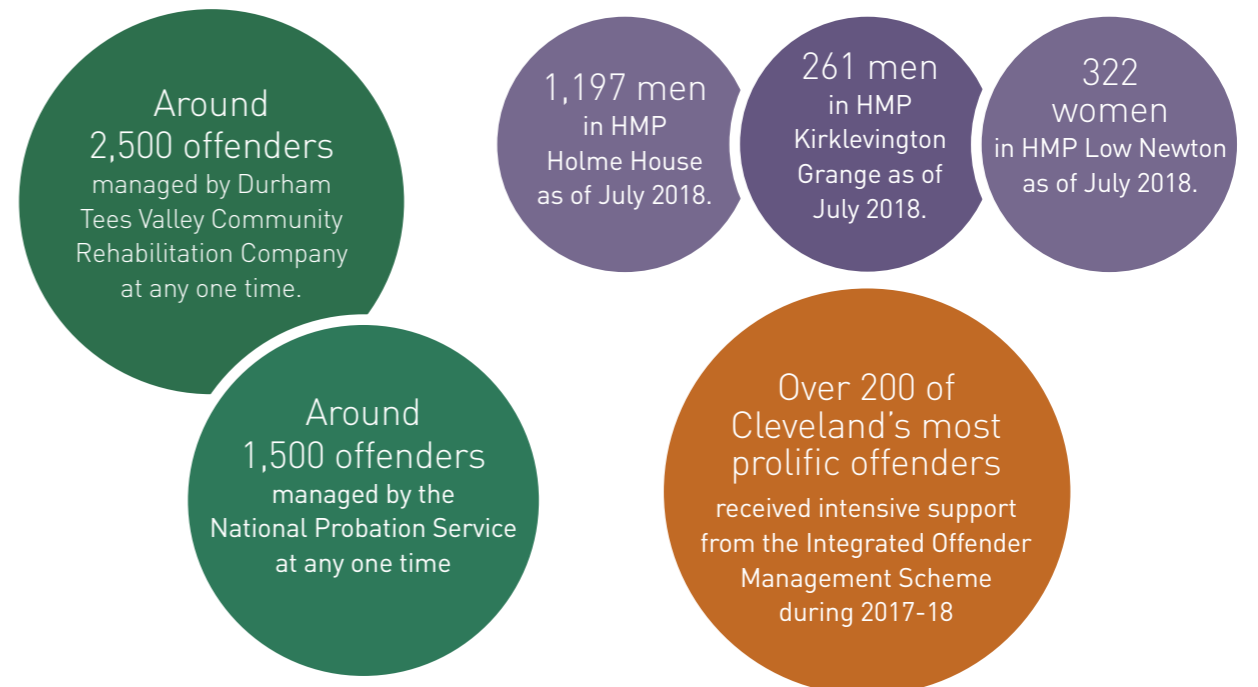 Around
2,500 offenders
managed by Durham
Tees Valley Community
Rehabilitation Company
at any one time.
Around
1,500 offenders
managed by the
National Probation Service
at any one time
1,197 men
in HMP
Holme House
as of July 2018.
261 men
in HMP
Kirklevington
Grange as of
July 2018.
322
women
in HMP Low Newton
as of July 2018.
Over 200 of
Cleveland's most
prolific offenders
received intensive support
from the Integrated Offender
Management Scheme
during 2017-18